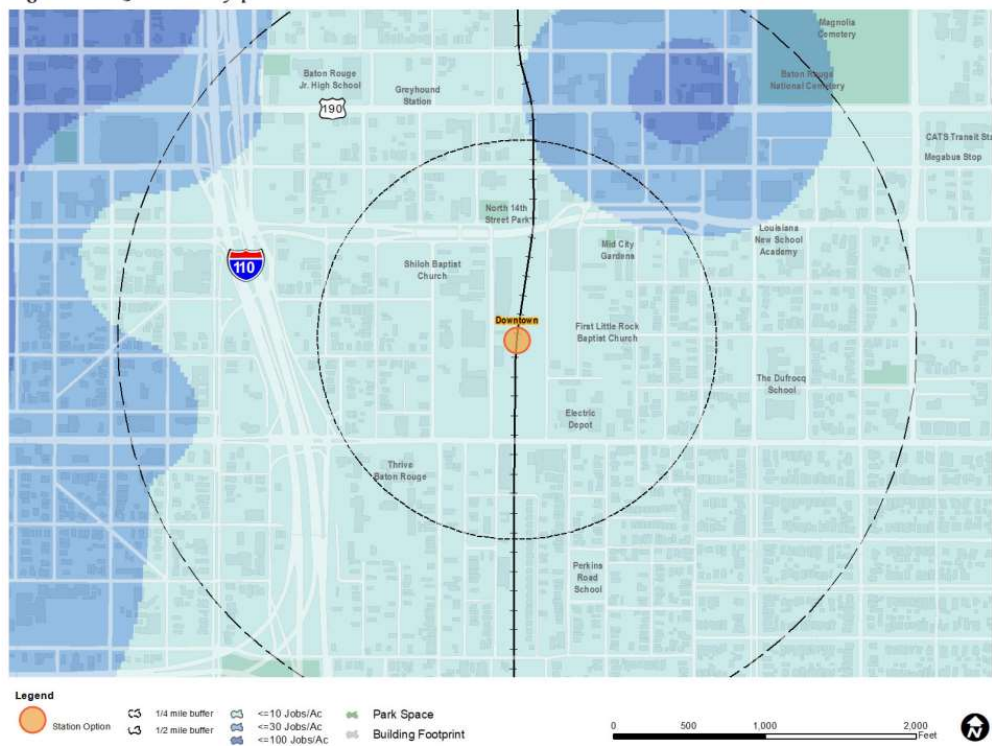 Magnolia
Cemetery
Baton Rouge
Jr. High School
Greyhound
Station
190
Baton Rouge
National Cemetery
CATS Transit Sta
Megabus Stop
North 14th
Street Park
Mid City
Gardens
Louisiana
New School
Academy
110
Shiloh Baptist
Church
Downtown
First Little Rock
Baptist Church
The Dufrocq
School
Electric
Depot
Thrive
Baton Rouge
Perkins
Road
School
Legend
Station Option
1/4 mile buffer
1/2 mile buffer
<=10 Jobs/Ac
<=30 Jobs/Ac
<=100 Jobs/Ac
Park Space
Building Footprint
0 500 1,000 2,000
Feet
N